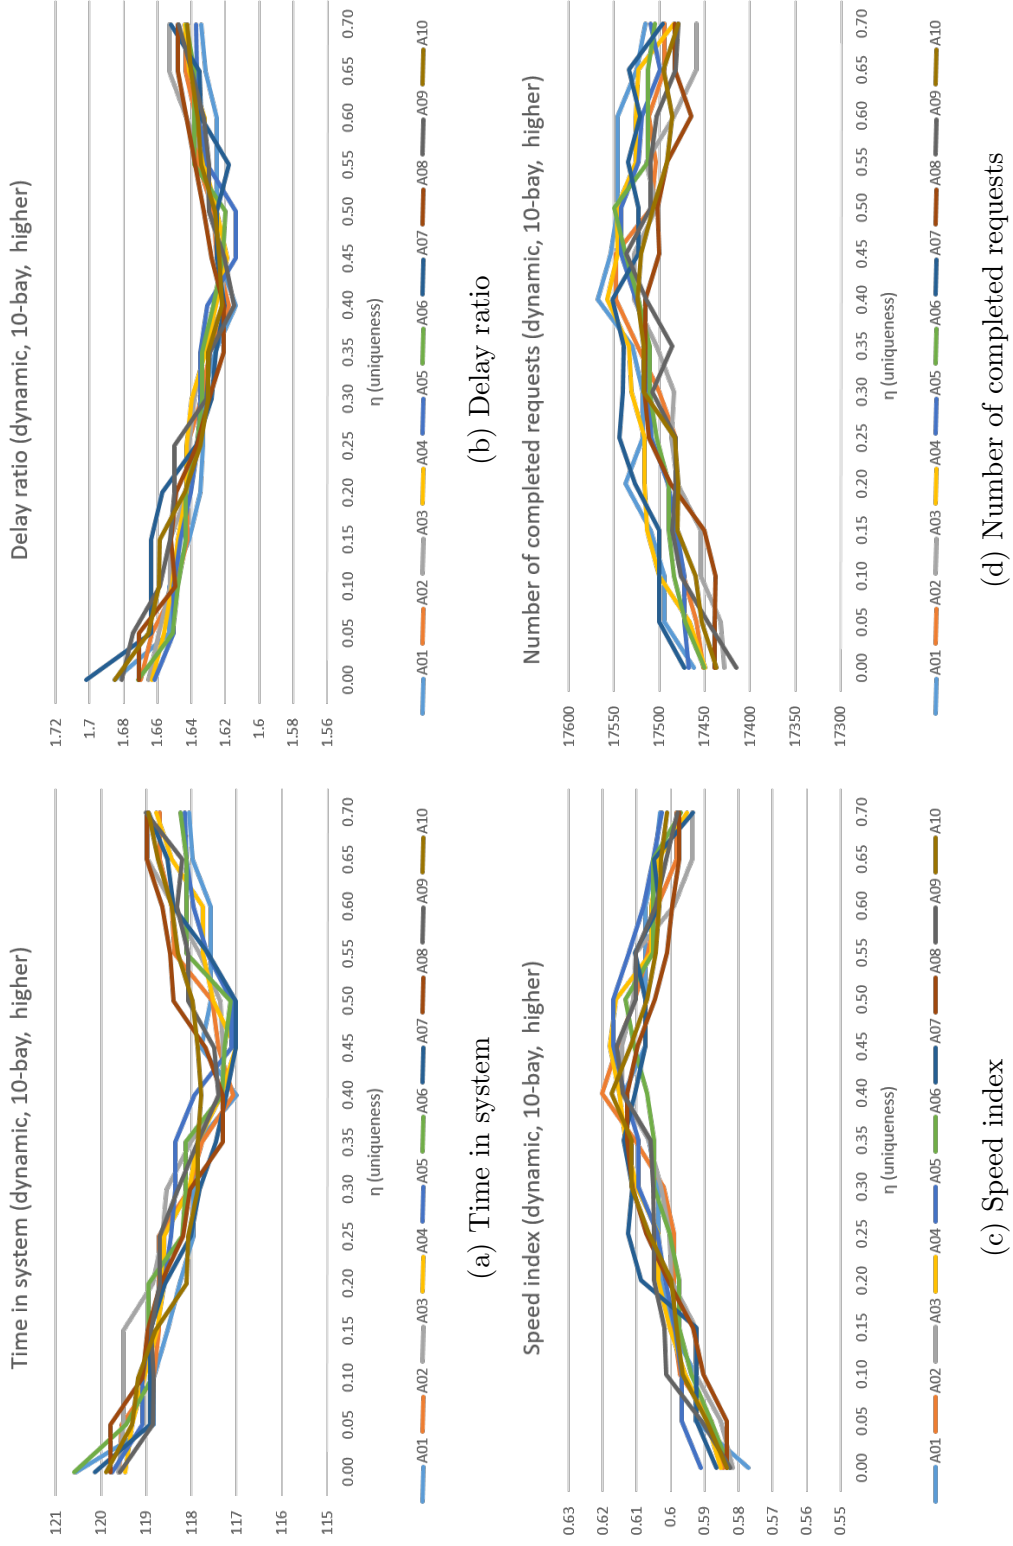 Time in system (dynamic, 10-bay, higher)
121
120
119
118
117
116
115
0.00 0.05 0.10 0.15 0.20 0.25 0.30 0.35 0.40 0.45 0.50 0.55 0.60 0.65 0.70
η (uniqueness)
A01 A02 A03 A04 A05 A06 A07 A08 A09 A10
(a) Time in system
Delay ratio (dynamic, 10-bay, higher)
1.72
1.7
1.68
1.66
1.64
1.62
1.6
1.58
1.56
0.00 0.05 0.10 0.15 0.20 0.25 0.30 0.35 0.40 0.45 0.50 0.55 0.60 0.65 0.70
η (uniqueness)
A01 A02 A03 A04 A05 A06 A07 A08 A09 A10
(b) Delay ratio
Speed index (dynamic, 10-bay, higher)
0.63
0.62
0.61
0.6
0.59
0.58
0.57
0.56
0.55
0.00 0.05 0.10 0.15 0.20 0.25 0.30 0.35 0.40 0.45 0.50 0.55 0.60 0.65 0.70
η (uniqueness)
A01 A02 A03 A04 A05 A06 A07 A08 A09 A10
(c) Speed index
Number of completed requests (dynamic, 10-bay, higher)
17600
17550
17500
17450
17400
17350
17300
0.00 0.05 0.10 0.15 0.20 0.25 0.30 0.35 0.40 0.45 0.50 0.55 0.60 0.65 0.70
η (uniqueness)
A01 A02 A03 A04 A05 A06 A07 A08 A09 A10
(d) Number of completed requests